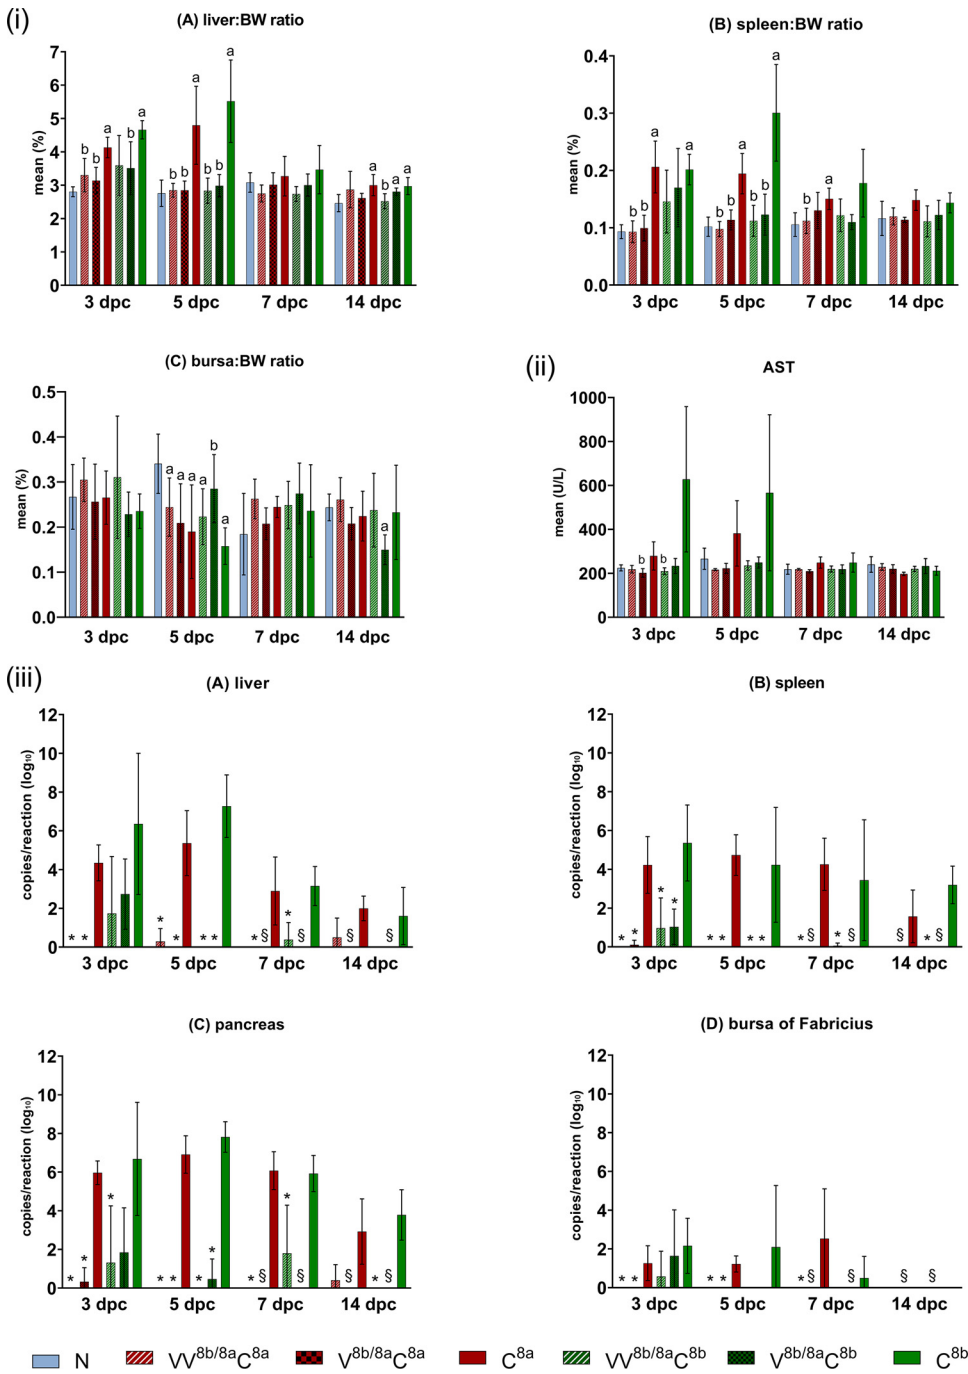 (i)
(A) liver:BW ratio
mean (%)
7
6
5
4
3
2
1
0
b b a b a
b b a b b a
a b a a
3 dpc 5 dpc 7 dpc 14 dpc
(B) spleen:BW ratio
mean (%)
0.4
0.3
0.2
0.1
0.0
b b a a
b b a b b a
b a
3 dpc 5 dpc 7 dpc 14 dpc
(C) bursa:BW ratio
mean (%)
0.5
0.4
0.3
0.2
0.1
0.0
a a a a b a
a
3 dpc 5 dpc 7 dpc 14 dpc
(ii)
AST
mean (U/L)
1000
800
600
400
200
0
b b
3 dpc 5 dpc 7 dpc 14 dpc
(iii)
(A) liver
copies/reaction (log₁₀)
12
10
8
6
4
2
0
* * * * * * * § * § § §
3 dpc 5 dpc 7 dpc 14 dpc
(B) spleen
copies/reaction (log₁₀)
12
10
8
6
4
2
0
* * * * * * * * * § * § § * §
3 dpc 5 dpc 7 dpc 14 dpc
(C) pancreas
copies/reaction (log₁₀)
12
10
8
6
4
2
0
* * * * * * * § * § § * §
3 dpc 5 dpc 7 dpc 14 dpc
(D) bursa of Fabricius
copies/reaction (log₁₀)
12
10
8
6
4
2
0
* * * * * § § § §
3 dpc 5 dpc 7 dpc 14 dpc
N VV8b/8aC8a V8b/8aC8a C8a VV8b/8aC8b V8b/8aC8b C8b